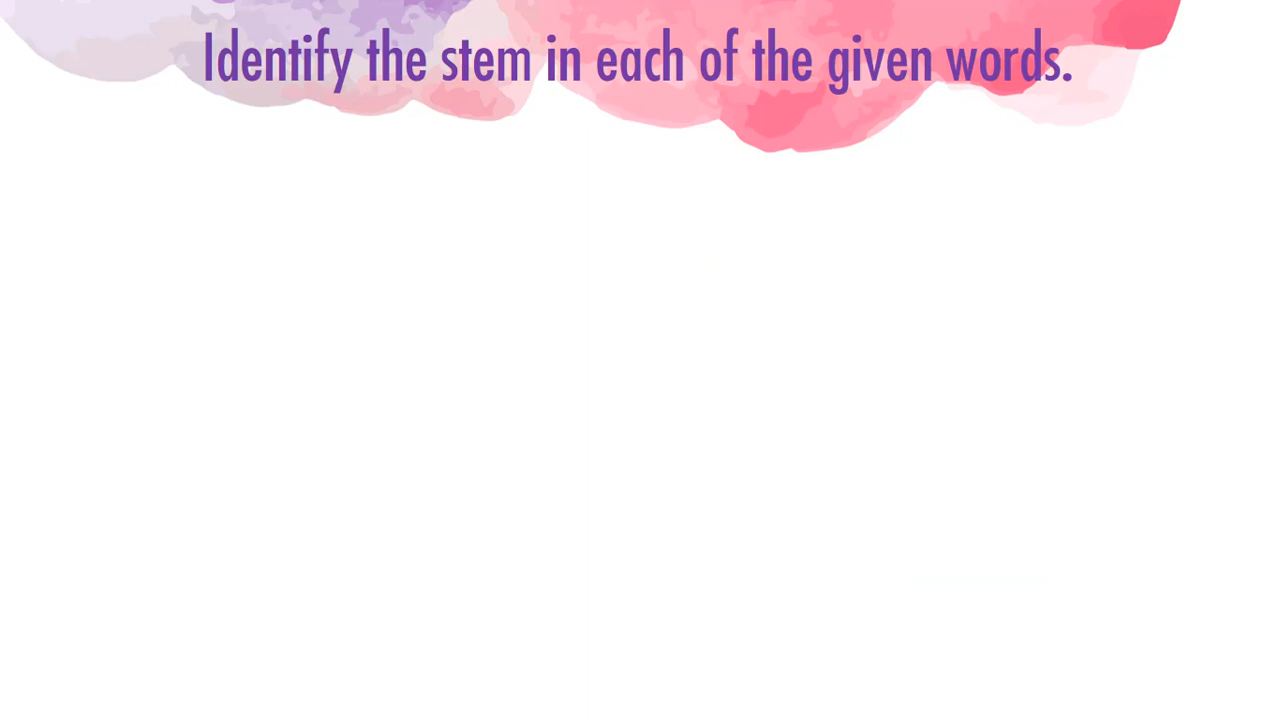 Identify the stem in each of the given words.